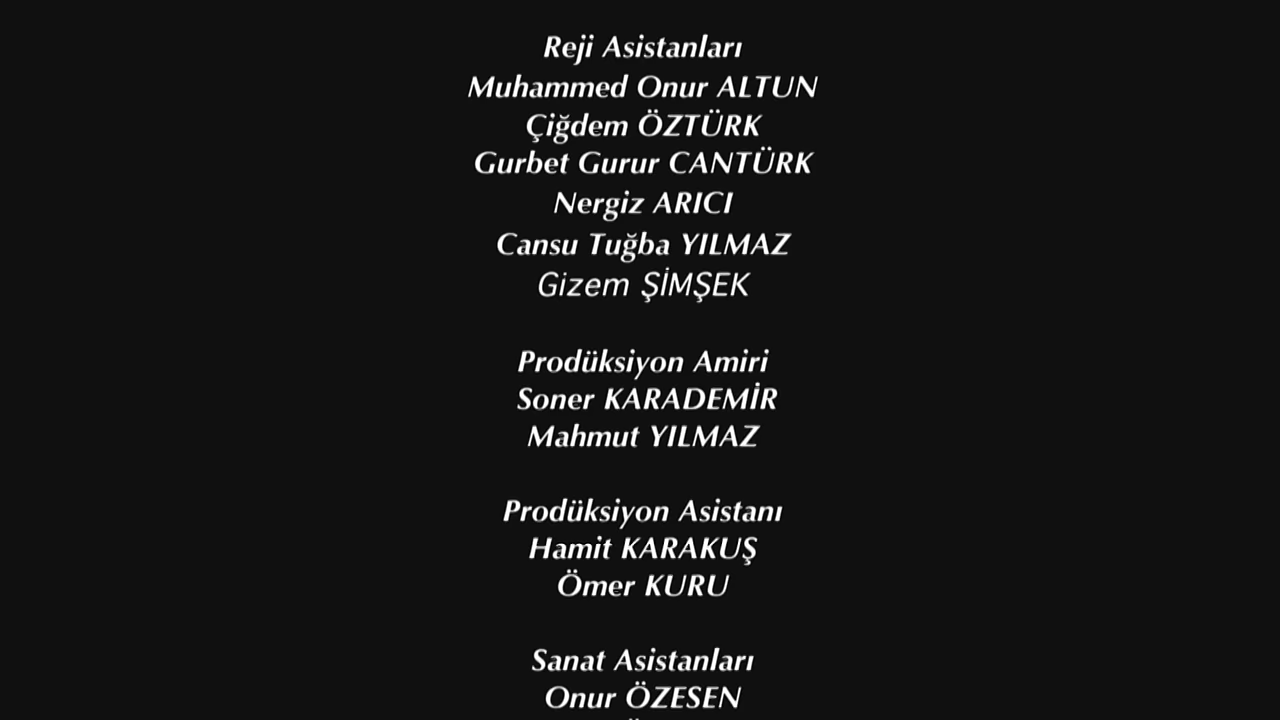 Reji Asistanları
Muhammed Onur ALTUN
Çiğdem ÖZTÜRK
Gurbet Gurur CANTÜRK
Nergiz ARICI
Cansu Tuğba YILMAZ
Gizem ŞİMŞEK
Prodüksiyon Amiri
Soner KARADEMİR
Mahmut YILMAZ
Prodüksiyon Asistanı
Hamit KARAKUŞ
Ömer KURU
Sanat Asistanları
Onur ÖZESEN